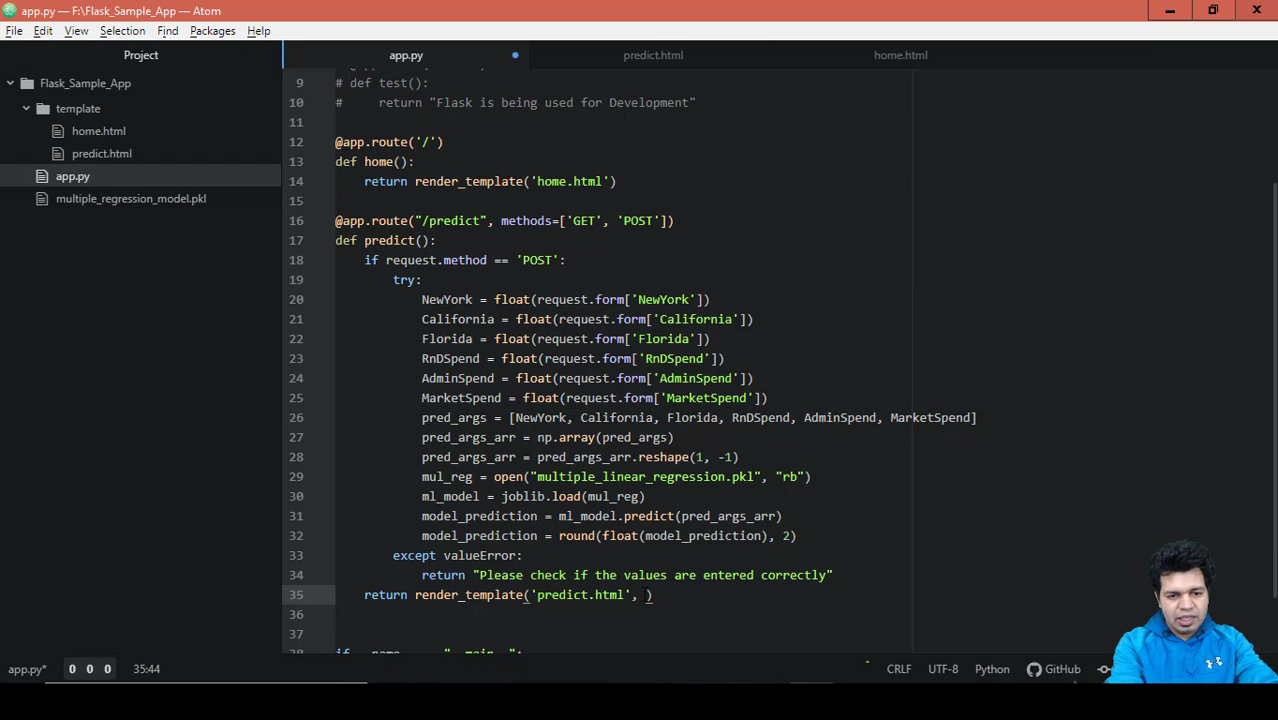 app.py — F:\Flask_Sample_App — Atom
File Edit View Selection Find Packages Help
Project
app.py
predict.html
home.html
Flask_Sample_App
template
home.html
predict.html
app.py
multiple_regression_model.pkl
9 # def test():
10 #     return "Flask is being used for Development"
11
12 @app.route('/')
13 def home():
14     return render_template('home.html')
15
16 @app.route("/predict", methods=['GET', 'POST'])
17 def predict():
18     if request.method == 'POST':
19         try:
20             NewYork = float(request.form['NewYork'])
21             California = float(request.form['California'])
22             Florida = float(request.form['Florida'])
23             RnDSpend = float(request.form['RnDSpend'])
24             AdminSpend = float(request.form['AdminSpend'])
25             MarketSpend = float(request.form['MarketSpend'])
26             pred_args = [NewYork, California, Florida, RnDSpend, AdminSpend, MarketSpend]
27             pred_args_arr = np.array(pred_args)
28             pred_args_arr = pred_args_arr.reshape(1, -1)
29             mul_reg = open("multiple_linear_regression.pkl", "rb")
30             ml_model = joblib.load(mul_reg)
31             model_prediction = ml_model.predict(pred_args_arr)
32             model_prediction = round(float(model_prediction), 2)
33         except valueError:
34             return "Please check if the values are entered correctly"
35     return render_template('predict.html', )
36
37
app.py* 0 0 0 35:44 CRLF UTF-8 Python GitHub